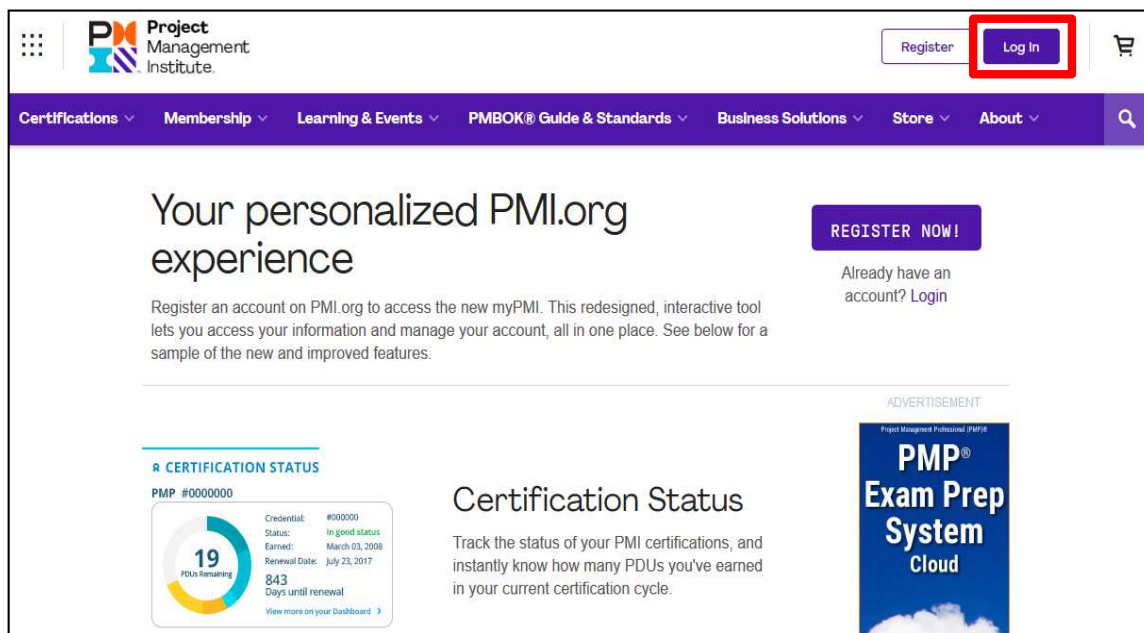 Project
Management
Institute.
Register
Log In
Certifications
Membership
Learning & Events
PMBOK® Guide & Standards
Business Solutions
Store
About
Your personalized PMI.org
experience
REGISTER NOW!
Already have an
account? Login
Register an account on PMI.org to access the new myPMI. This redesigned, interactive tool
lets you access your information and manage your account, all in one place. See below for a
sample of the new and improved features.
ADVERTISEMENT
CERTIFICATION STATUS
PMP #0000000
19
PDUs Remaining
Credential: #000000
Status: In good status
Earned: March 03, 2008
Renewal Date: July 23, 2017
843
Days until renewal
View more on your Dashboard
Certification Status
Track the status of your PMI certifications, and
instantly know how many PDUs you've earned
in your current certification cycle.
Project Management Professional (PMP)®
PMP®
Exam Prep
System
Cloud